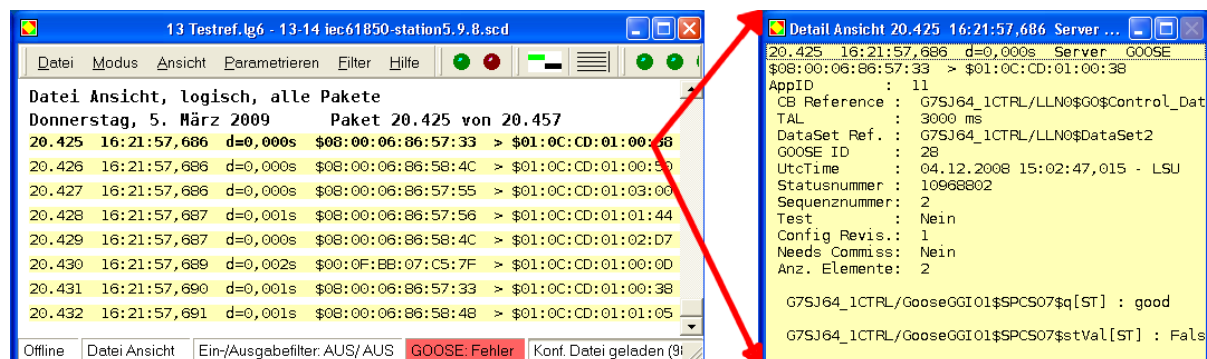 13 Testref.lg6 - 13-14 iec61850-station5.9.8.scd
Datei Modus Ansicht Parametrieren Filter Hilfe
Datei Ansicht, logisch, alle Pakete
Donnerstag, 5. März 2009 Paket 20.425 von 20.457
20.425 16:21:57,686 d=0,000s $08:00:06:86:57:33 > $01:0C:CD:01:00:38
20.426 16:21:57,686 d=0,000s $08:00:06:86:58:4C > $01:0C:CD:01:00:50
20.427 16:21:57,686 d=0,000s $08:00:06:86:57:55 > $01:0C:CD:01:03:00
20.428 16:21:57,687 d=0,001s $08:00:06:86:57:56 > $01:0C:CD:01:01:44
20.429 16:21:57,687 d=0,000s $08:00:06:86:58:4C > $01:0C:CD:01:02:D7
20.430 16:21:57,689 d=0,002s $00:0F:BB:07:C5:7F > $01:0C:CD:01:00:0D
20.431 16:21:57,690 d=0,001s $08:00:06:86:57:33 > $01:0C:CD:01:00:38
20.432 16:21:57,691 d=0,001s $08:00:06:86:58:48 > $01:0C:CD:01:01:05
Offline Datei Ansicht Ein-/Ausgabefilter: AUS/ AUS GOOSE: Fehler Konf. Datei geladen (9
Detail Ansicht 20.425 16:21:57,686 Server ...
20.425 16:21:57,686 d=0,000s Server GOOSE
$08:00:06:86:57:33 > $01:0C:CD:01:00:38
AppID : 11
CB Reference : G7SJ64_1CTRL/LLN0$GO$Control_Dat
TAL : 3000 ms
DataSet Ref. : G7SJ64_1CTRL/LLN0$DataSet2
GOOSE ID : 28
UtcTime : 04.12.2008 15:02:47,015 - LSU
Statusnummer : 10968802
Sequenznummer: 2
Test : Nein
Config Revis.: 1
Needs Commiss: Nein
Anz. Elemente: 2
G7SJ64_1CTRL/GooseGGIO1$SPCSO7$q[ST] : good
G7SJ64_1CTRL/GooseGGIO1$SPCSO7$stVal[ST] : Fals